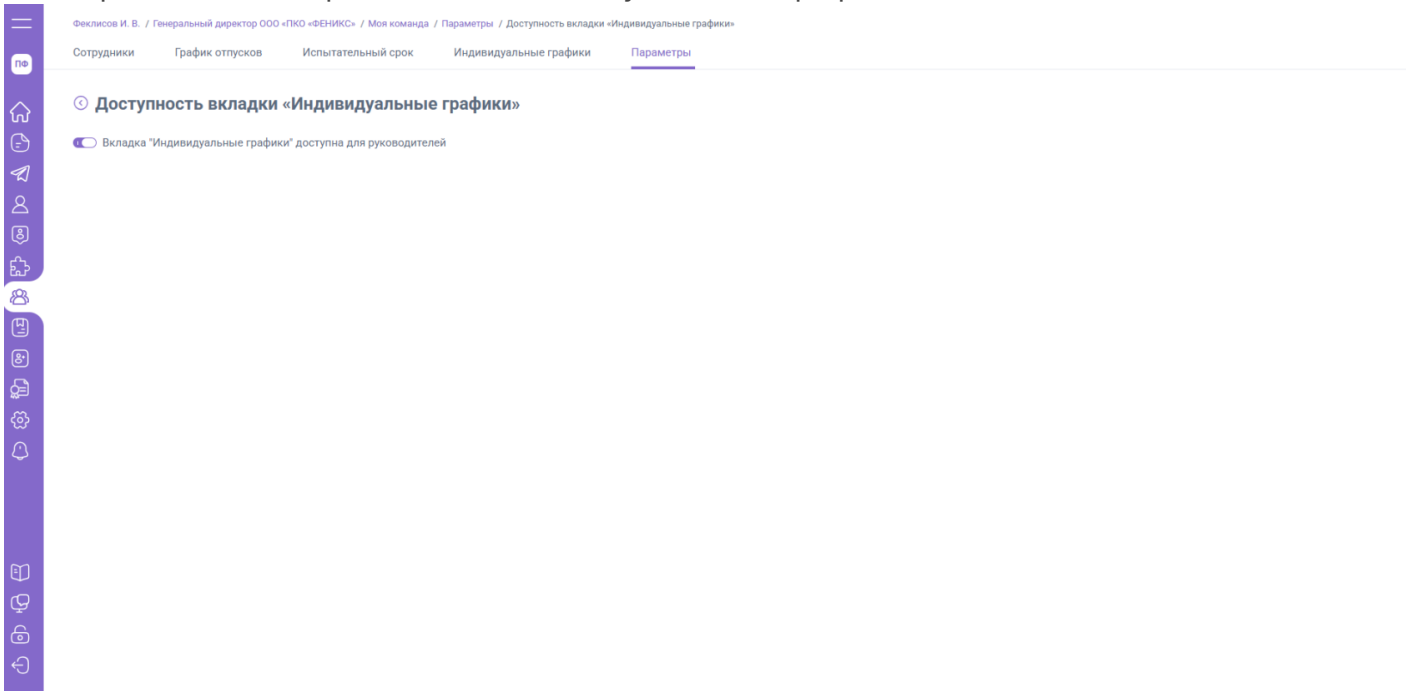 Феклисов И. В. / Генеральный директор ООО «ПКО «ФЕНИКС» / Моя команда / Параметры / Доступность вкладки «Индивидуальные графики»
Сотрудники График отпусков Испытательный срок Индивидуальные графики Параметры
ПФ
Доступность вкладки «Индивидуальные графики»
Вкладка "Индивидуальные графики" доступна для руководителей